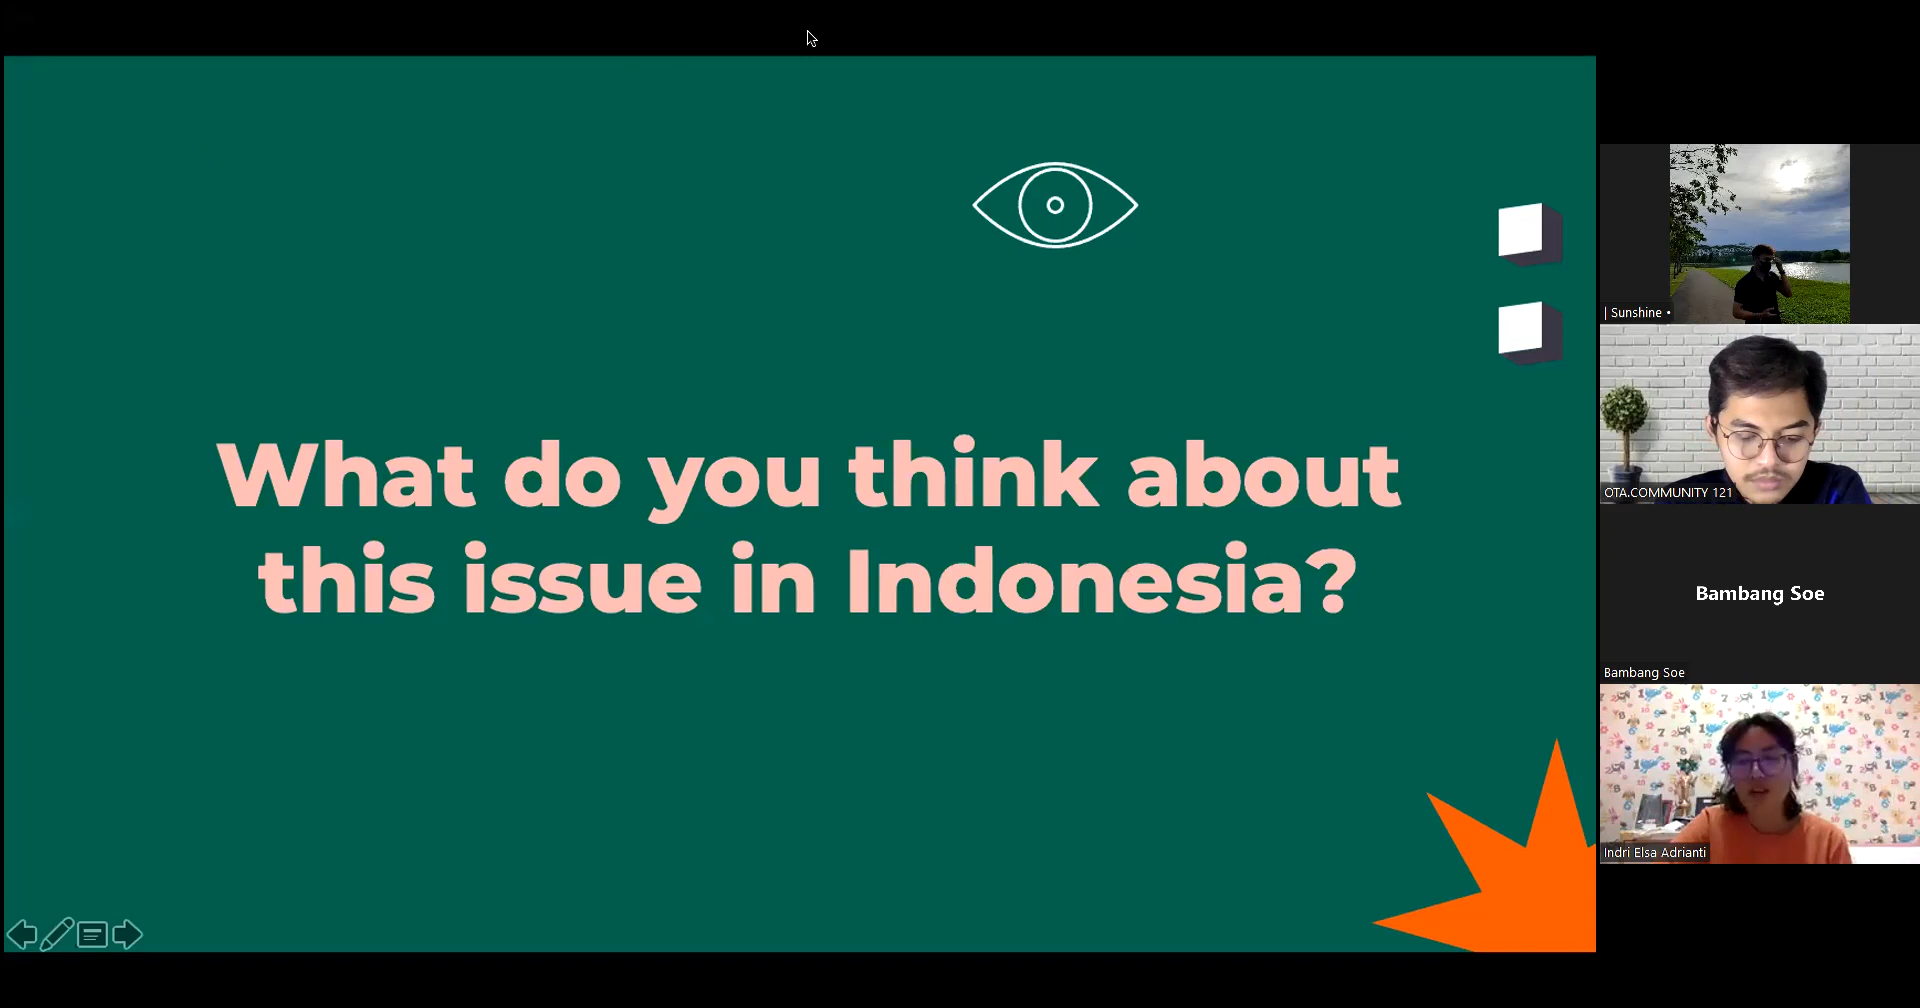 What do you think about
this issue in Indonesia?
| Sunshine •
OTA.COMMUNITY 121
Bambang Soe
Bambang Soe
Indri Elsa Adrianti